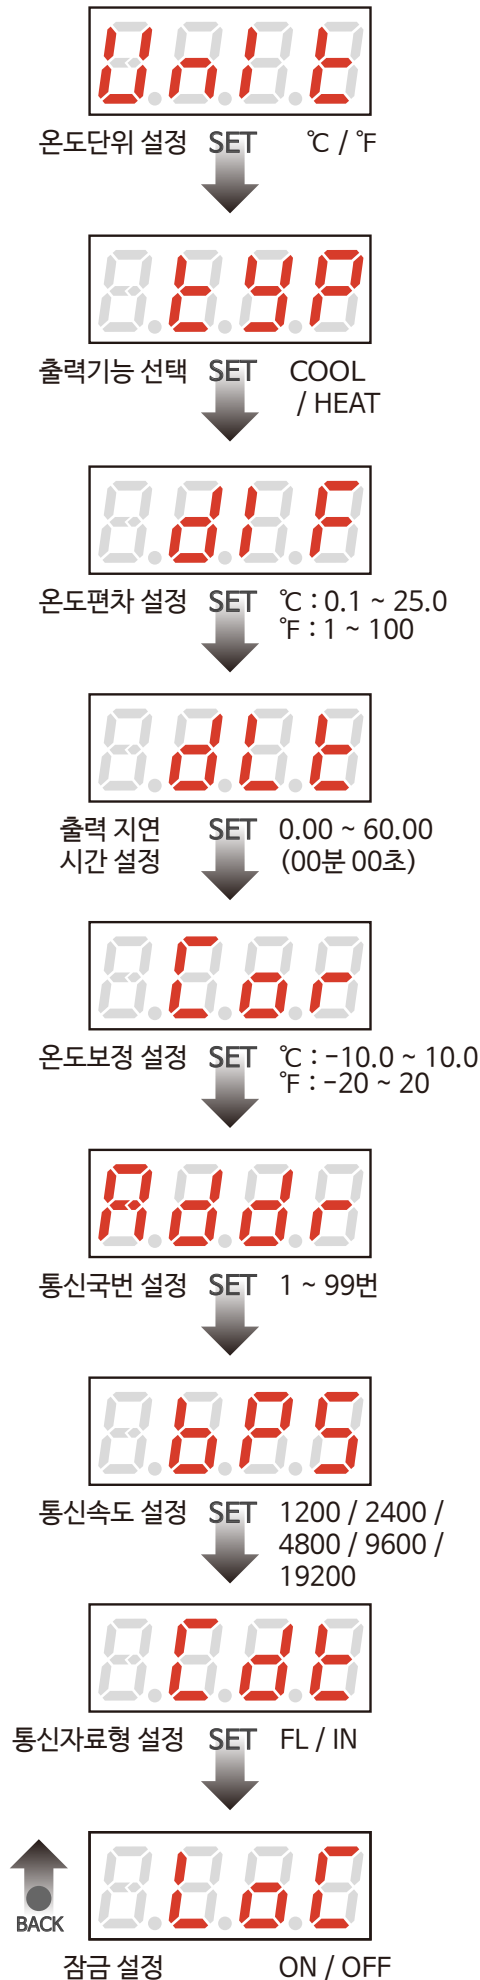 Unit
온도단위 설정 SET ℃ / ℉
tyP
출력기능 선택 SET COOL
/ HEAT
dIF
온도편차 설정 SET ℃ : 0.1 ~ 25.0
℉ : 1 ~ 100
dLt
출력 지연 SET 0.00 ~ 60.00
시간 설정 (00분 00초)
Cor
온도보정 설정 SET ℃ : -10.0 ~ 10.0
℉ : -20 ~ 20
Addr
통신국번 설정 SET 1 ~ 99번
bPS
통신속도 설정 SET 1200 / 2400 /
4800 / 9600 /
19200
Cdt
통신자료형 설정 SET FL / IN
LoC
BACK
잠금 설정 ON / OFF